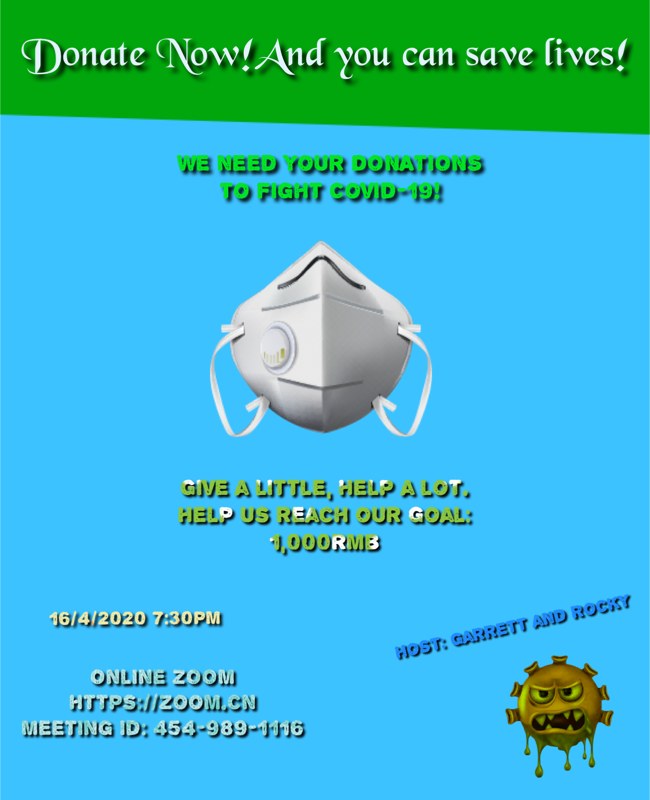 Donate Now! And you can save lives!
WE NEED YOUR DONATIONS
TO FIGHT COVID-19!
GIVE A LITTLE, HELP A LOT.
HELP US REACH OUR GOAL:
1,000RMB
16/4/2020 7:30PM
HOST: GARRETT AND ROCKY
ONLINE ZOOM
HTTPS://ZOOM.CN
MEETING ID: 454-989-1116